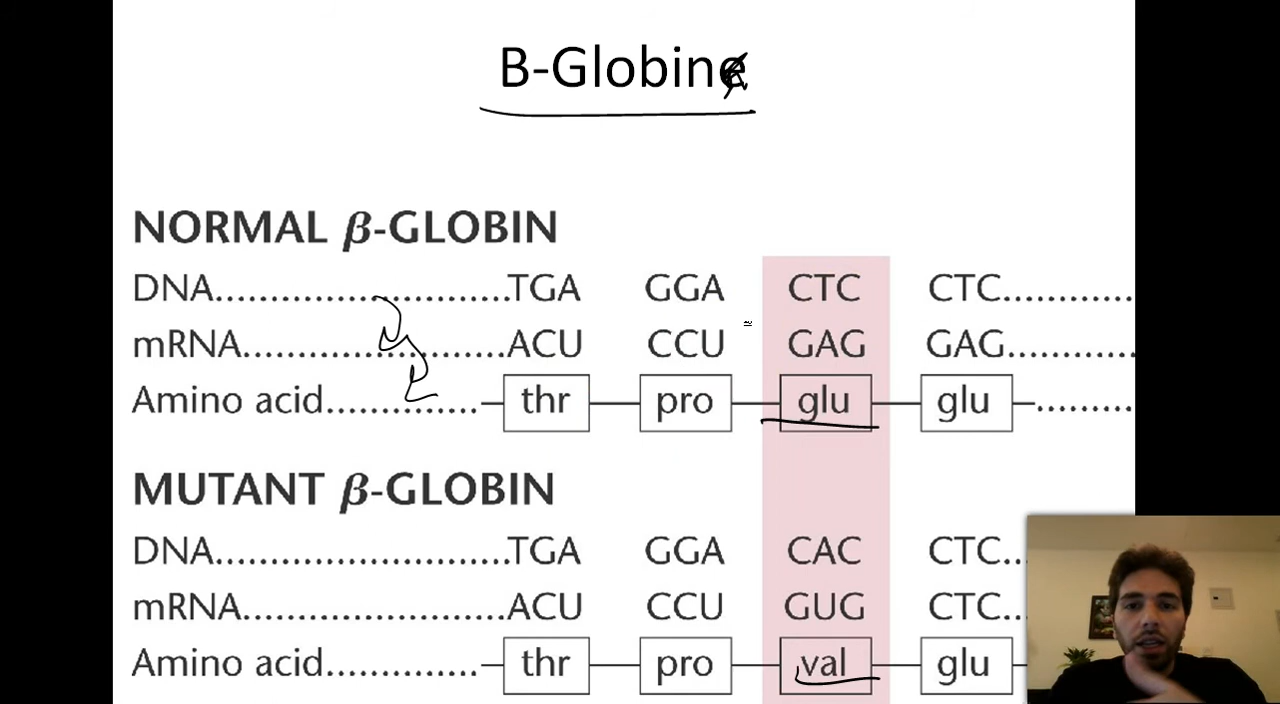 B-Globine
NORMAL β-GLOBIN
DNA...........................TGA GGA CTC CTC............
mRNA........................ACU CCU GAG GAG............
Amino acid.............. thr pro glu glu .........
MUTANT β-GLOBIN
DNA...........................TGA GGA CAC CTC..
mRNA........................ACU CCU GUG CTC..
Amino acid.............. thr pro val glu